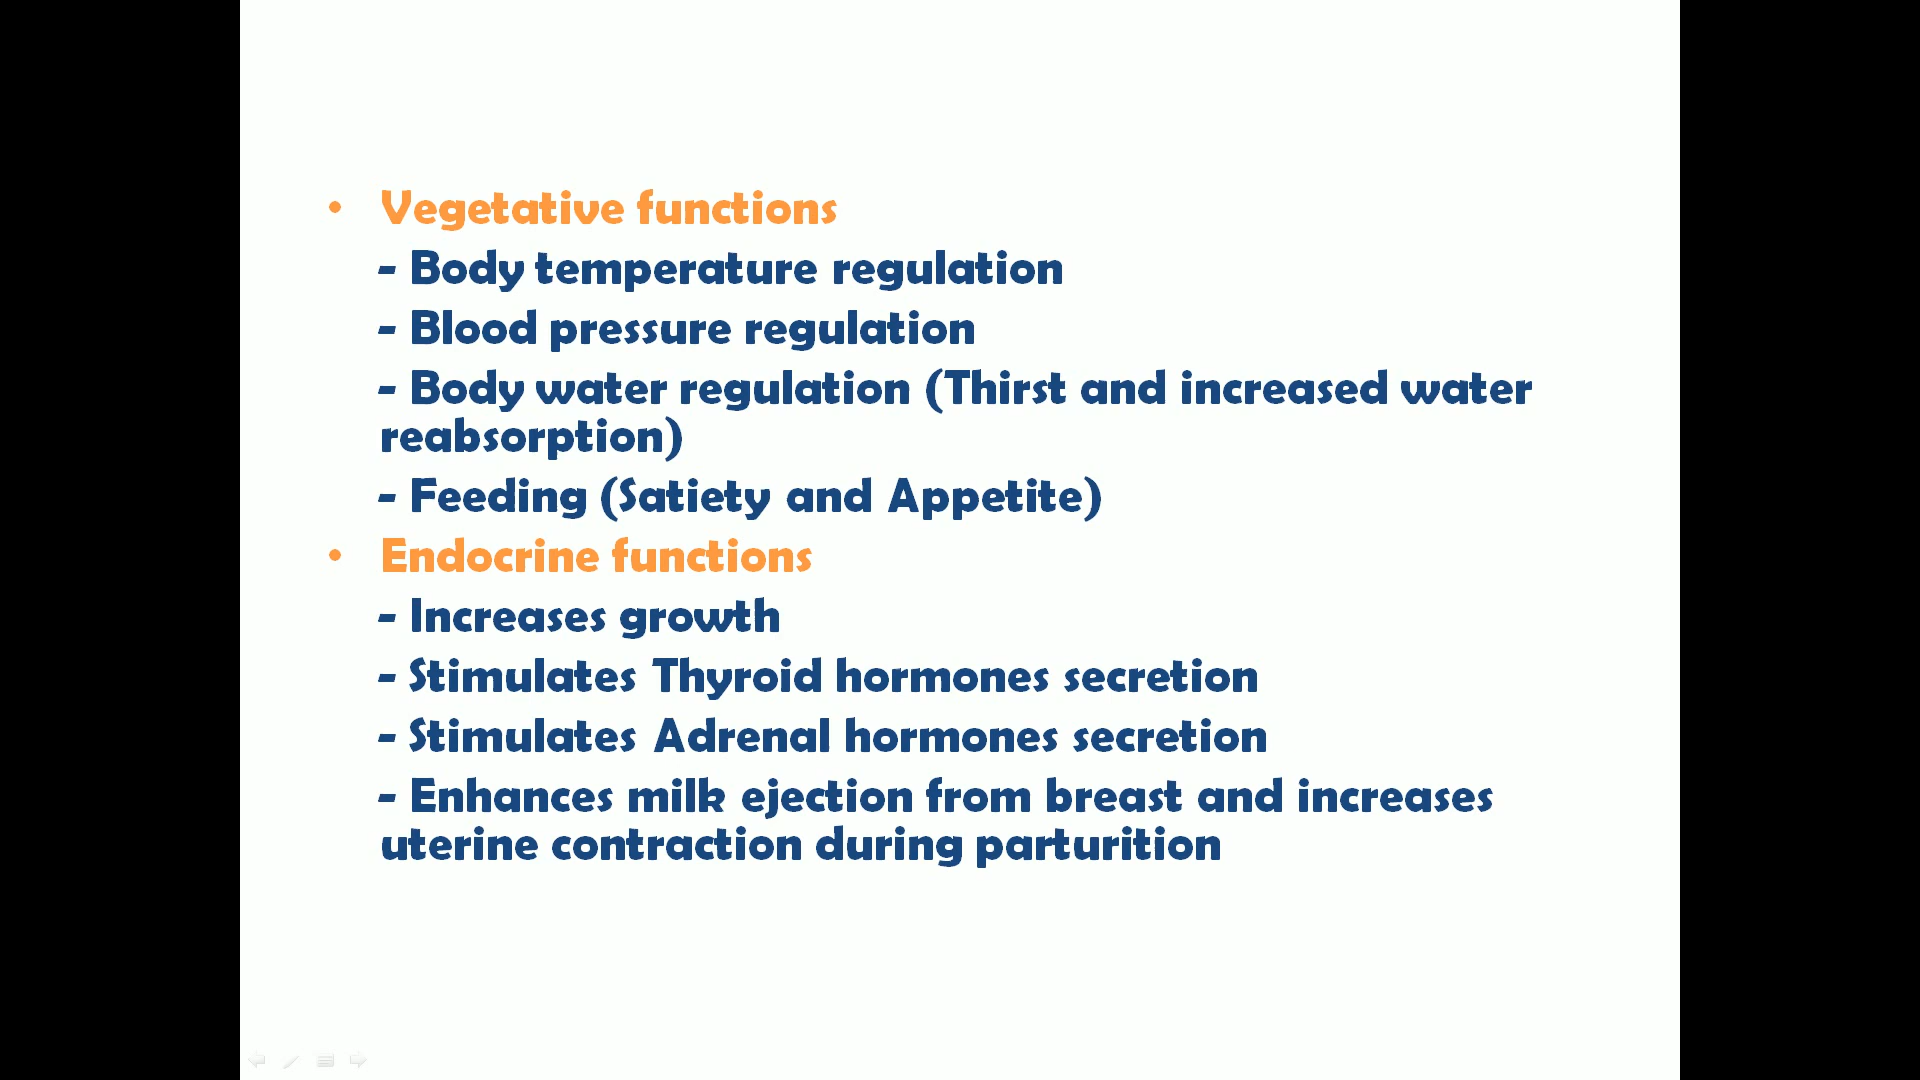 • Vegetative functions
- Body temperature regulation
- Blood pressure regulation
- Body water regulation (Thirst and increased water
reabsorption)
- Feeding (Satiety and Appetite)
• Endocrine functions
- Increases growth
- Stimulates Thyroid hormones secretion
- Stimulates Adrenal hormones secretion
- Enhances milk ejection from breast and increases
uterine contraction during parturition